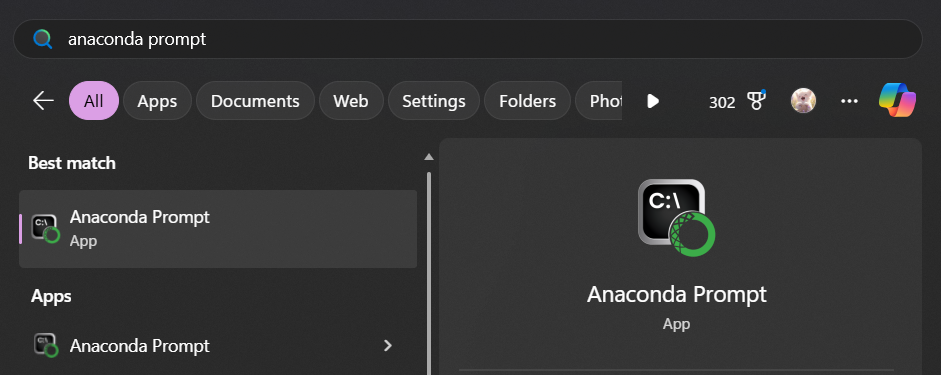 anaconda prompt
All Apps Documents Web Settings Folders Pho 302
Best match
Anaconda Prompt
App
Apps
Anaconda Prompt
C:\
Anaconda Prompt
App